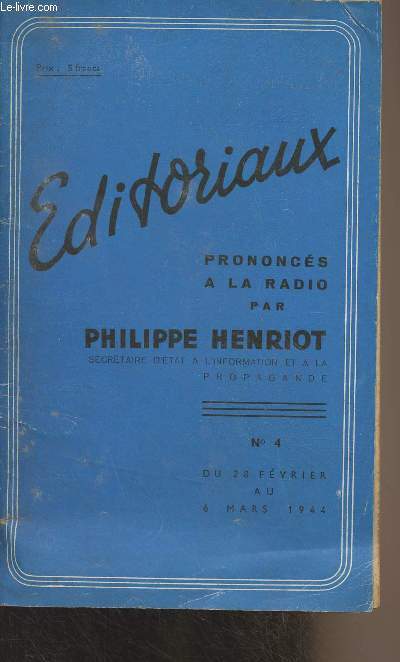 Le-livre.com
Prix : 5 francs
Editoriaux
PRONONCÉS
A LA RADIO
PAR
PHILIPPE HENRIOT
SECRÉTAIRE D'ÉTAT A L'INFORMATION ET A LA
PROPAGANDE
Nº 4
DU 28 FÉVRIER
AU
6 MARS 1944